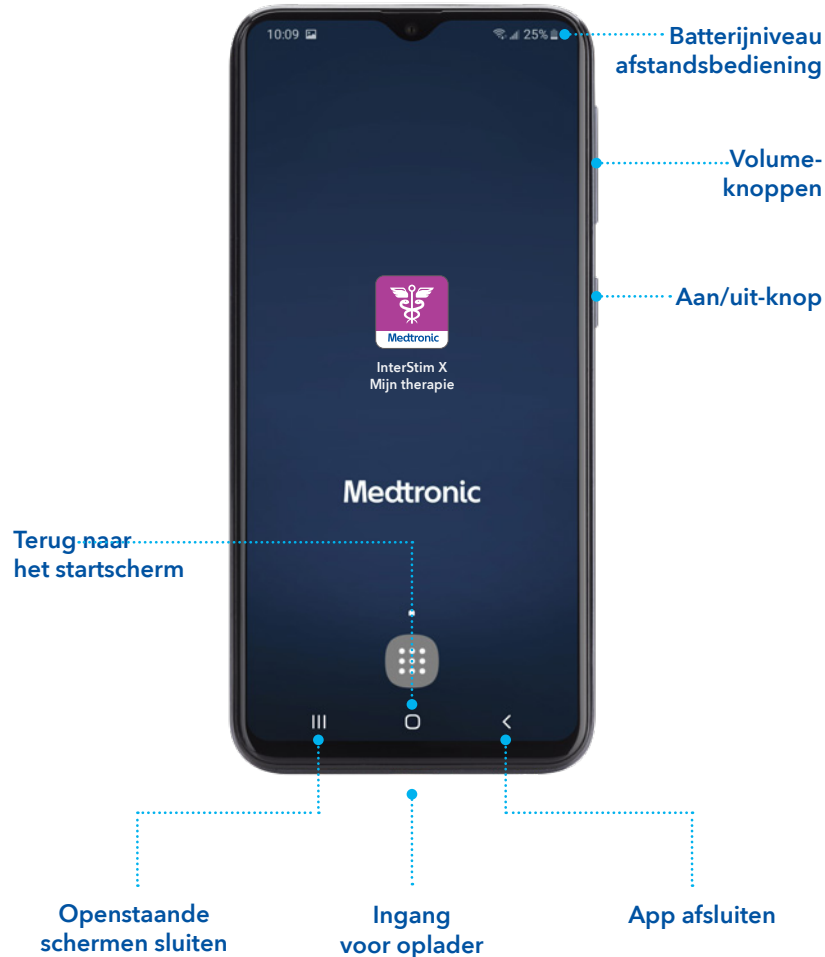 10:09
25%
Batterijniveau
afstandsbediening
Volume-
knoppen
Aan/uit-knop
Medtronic
InterStim X
Mijn therapie
Medtronic
Terug naar
het startscherm
Openstaande
schermen sluiten
Ingang
voor oplader
App afsluiten